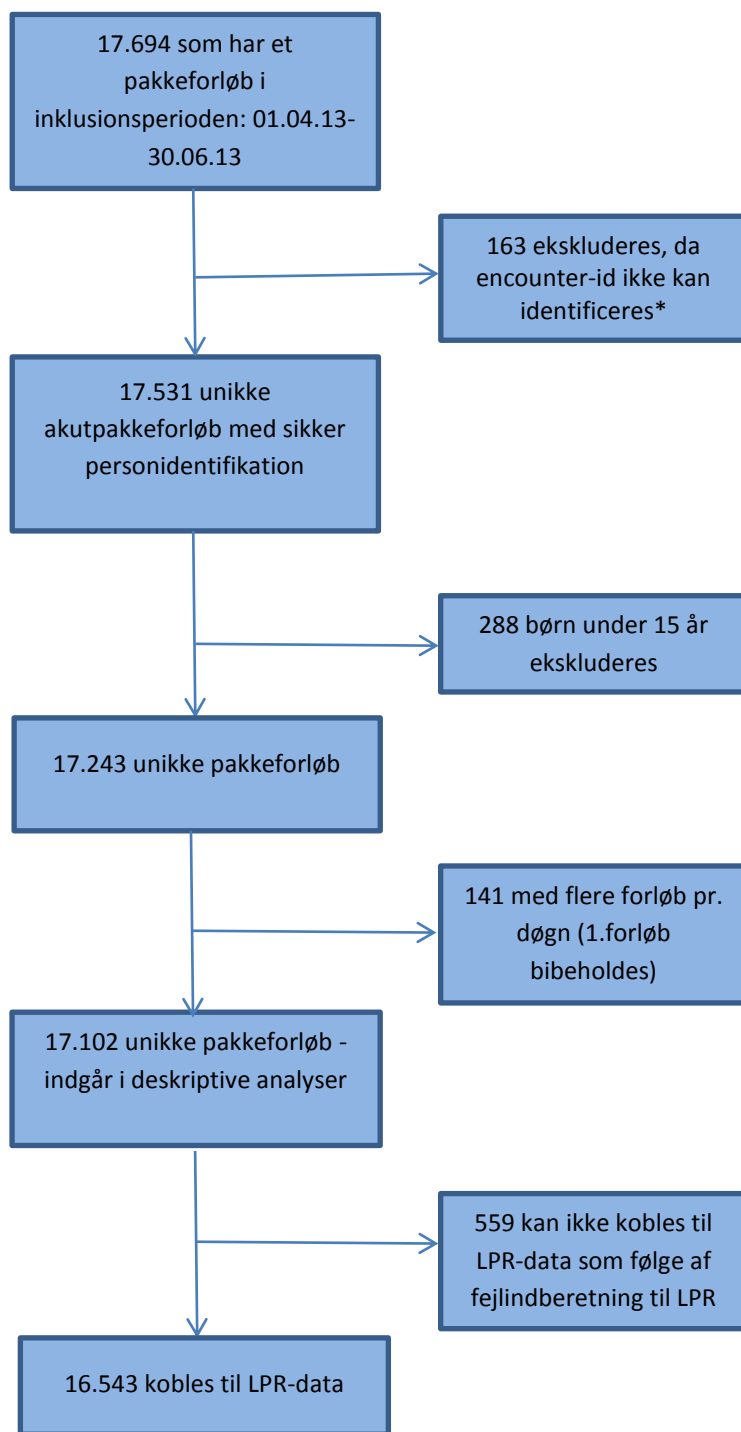 17.694 som har et
pakkeforløb i
inklusionsperioden: 01.04.13-
30.06.13
163 ekskluderes, da
encounter-id ikke kan
identificeres*
17.531 unikke
akutpakkeforløb med sikker
personidentifikation
288 børn under 15 år
ekskluderes
17.243 unikke pakkeforløb
141 med flere forløb pr.
døgn (1.forløb
bibeholdes)
17.102 unikke pakkeforløb -
indgår i deskriptive analyser
559 kan ikke kobles til
LPR-data som følge af
fejlindberetning til LPR
16.543 kobles til LPR-data